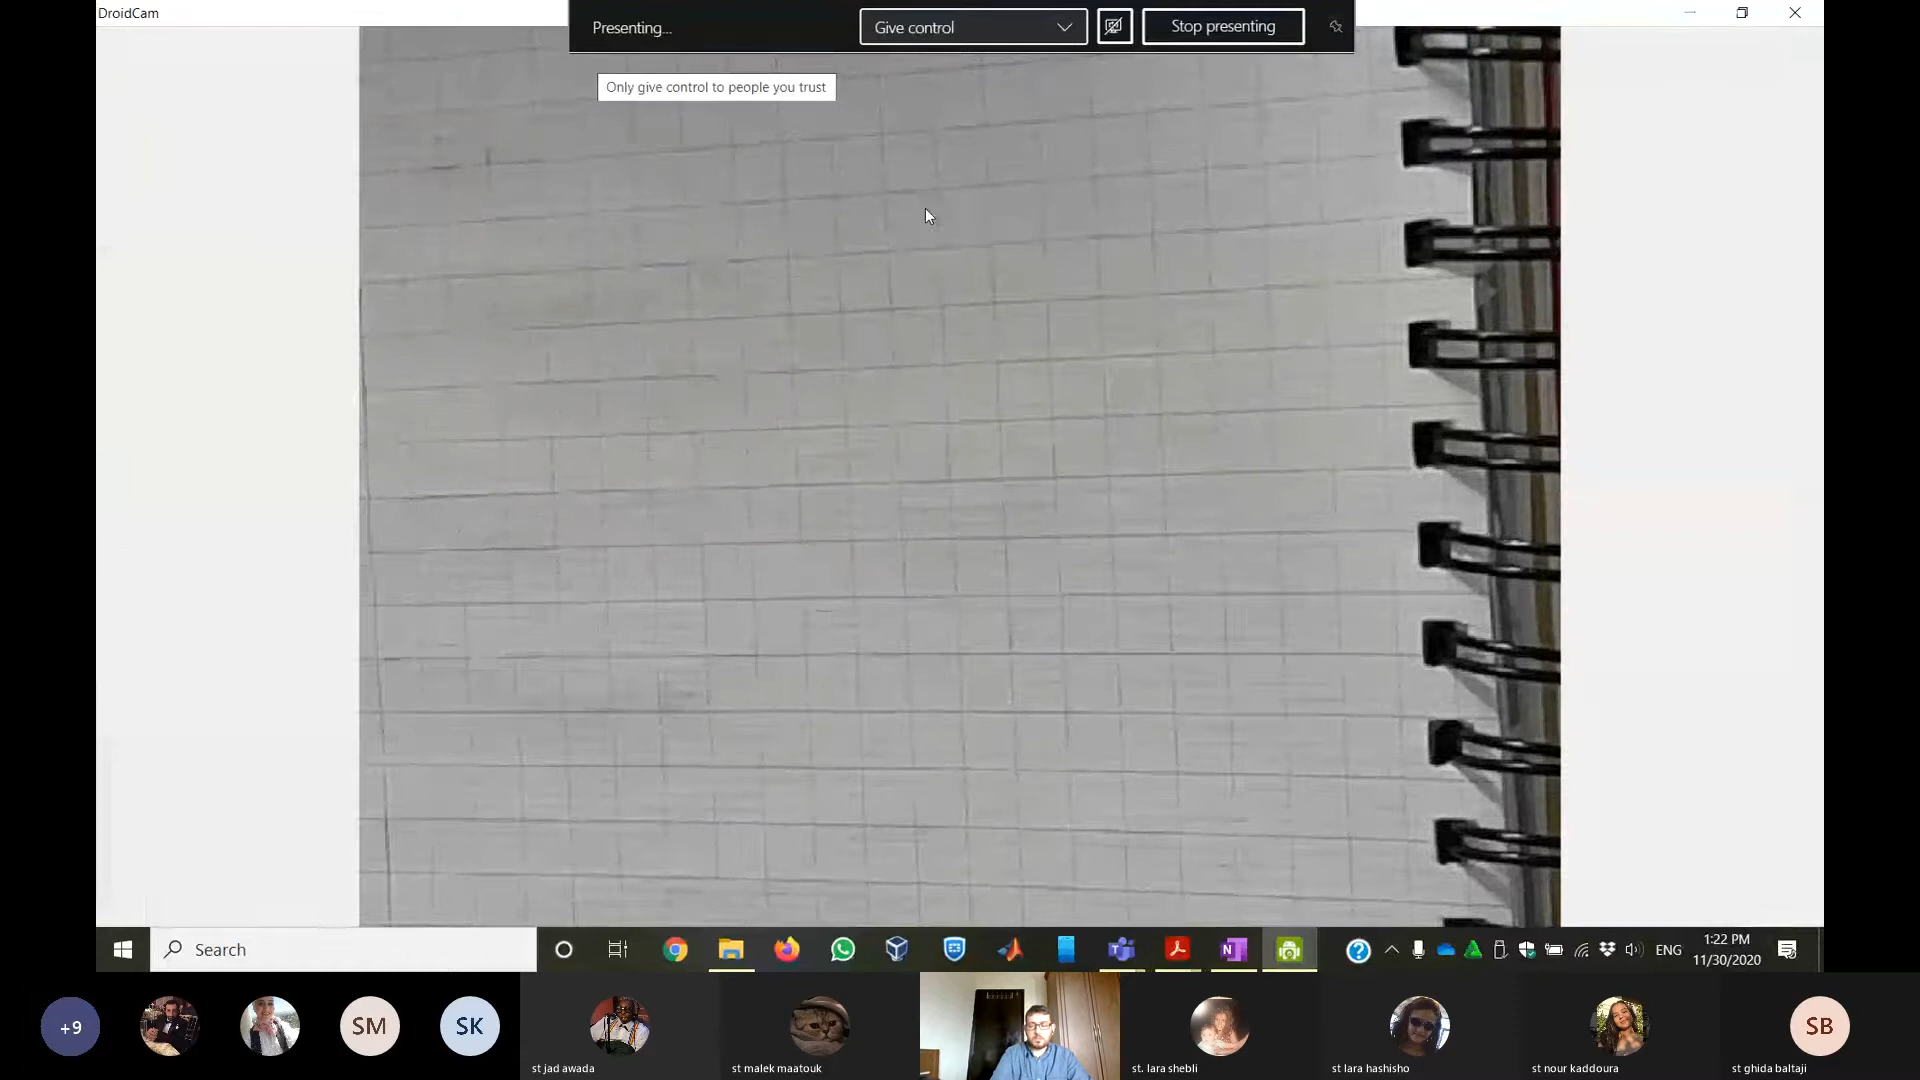 DroidCam
Presenting...
Give control
Stop presenting
Only give control to people you trust
Search
ENG
1:22 PM
11/30/2020
+9
SM
SK
SB
st jad awada
st malek maatouk
st. lara shebli
st lara hashisho
st nour kaddoura
st ghida baltaji